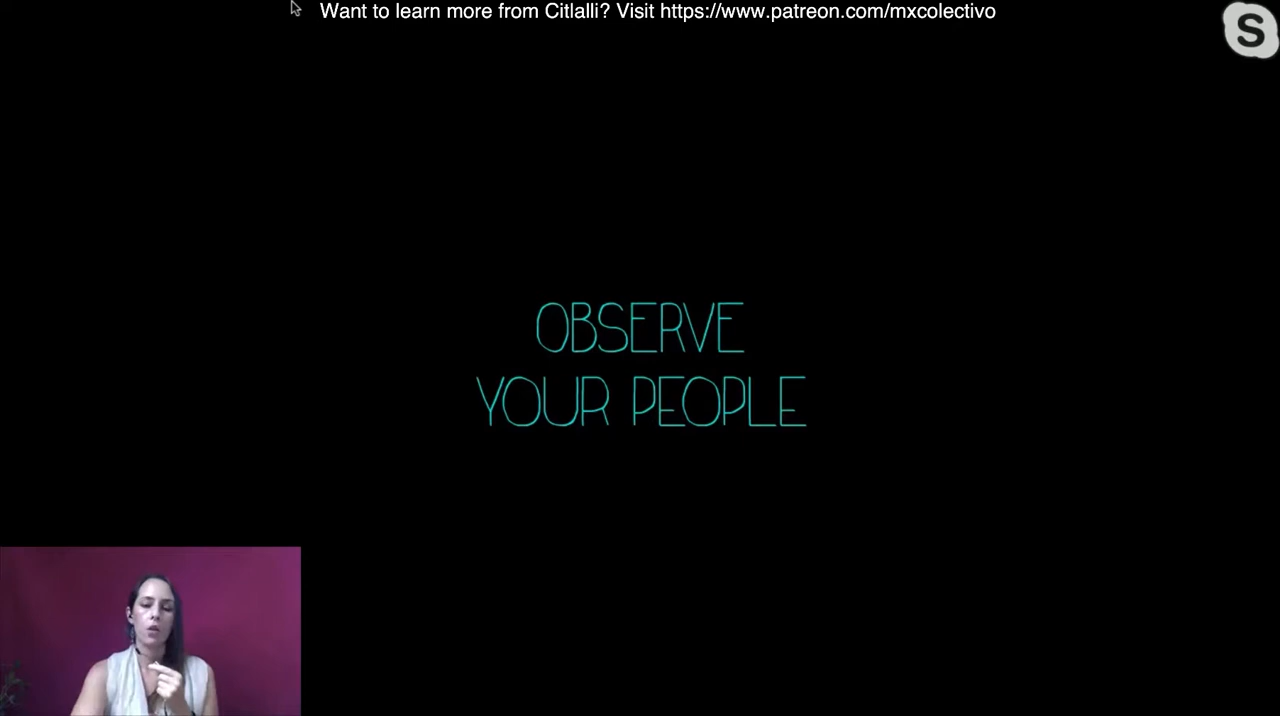 Want to learn more from Citlalli? Visit https://www.patreon.com/mxcolectivo
S
OBSERVE
YOUR PEOPLE